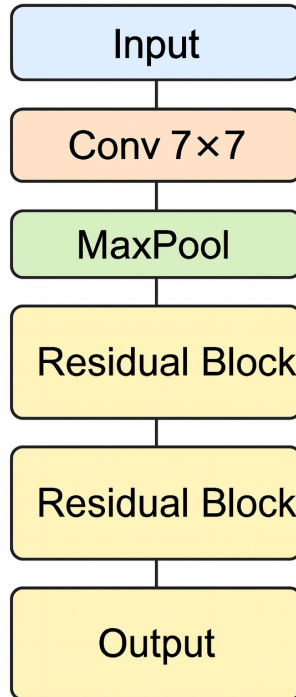 Input
Conv 7×7
MaxPool
Residual Block
Residual Block
Output